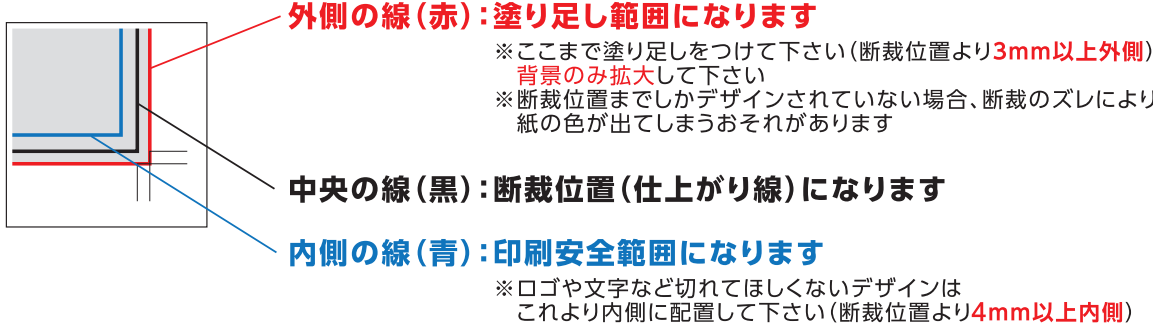 外側の線（赤）：塗り足し範囲になります
※ここまで塗り足しをつけて下さい（断裁位置より3mm以上外側）
背景のみ拡大して下さい
※断裁位置までしかデザインされていない場合、断裁のズレにより
紙の色が出てしまうおそれがあります
中央の線（黒）：断裁位置（仕上がり線）になります
内側の線（青）：印刷安全範囲になります
※ロゴや文字など切れてほしくないデザインは
これより内側に配置して下さい（断裁位置より4mm以上内側）